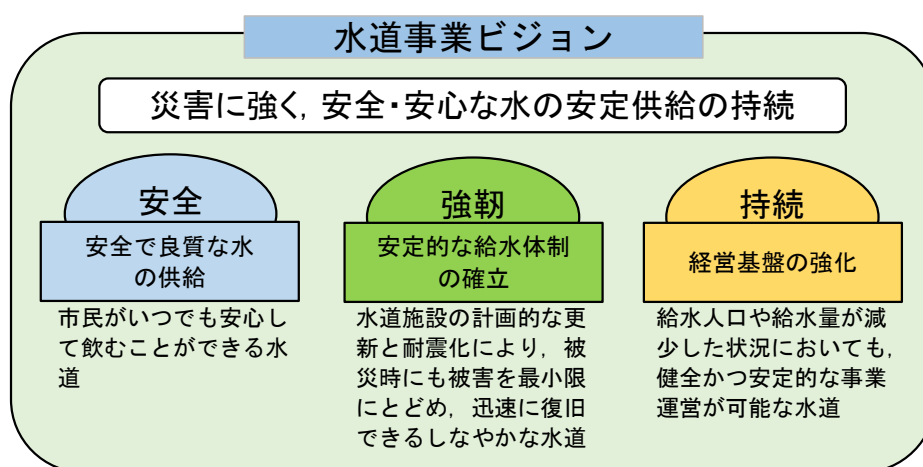 水道事業ビジョン
災害に強く，安全・安心な水の安定供給の持続
安全
安全で良質な水
の供給
市民がいつでも安心し
て飲むことができる水
道
強靭
安定的な給水体制
の確立
水道施設の計画的な更
新と耐震化により，被
災時にも被害を最小限
にとどめ，迅速に復旧
できるしなやかな水道
持続
経営基盤の強化
給水人口や給水量が減
少した状況においても，
健全かつ安定的な事業
運営が可能な水道